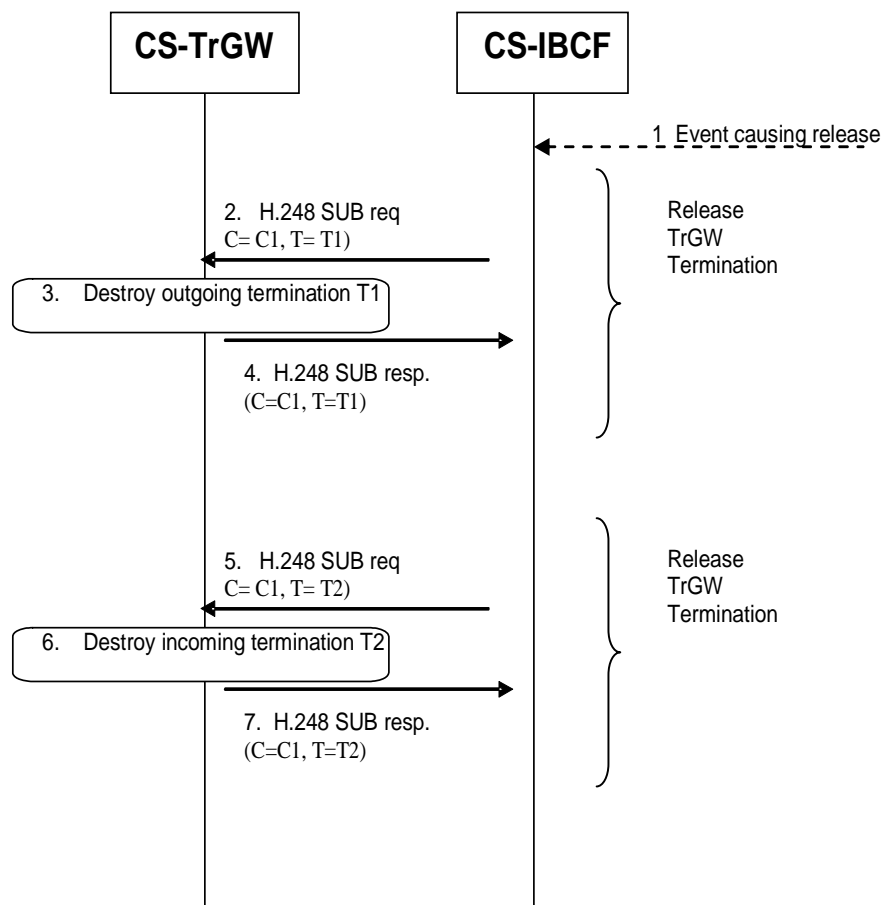 CS-TrGW
CS-IBCF
1 Event causing release
2. H.248 SUB req
C= C1, T= T1)
Release
TrGW
Termination
3. Destroy outgoing termination T1
4. H.248 SUB resp.
(C=C1, T=T1)
5. H.248 SUB req
C= C1, T= T2)
Release
TrGW
Termination
6. Destroy incoming termination T2
7. H.248 SUB resp.
(C=C1, T=T2)